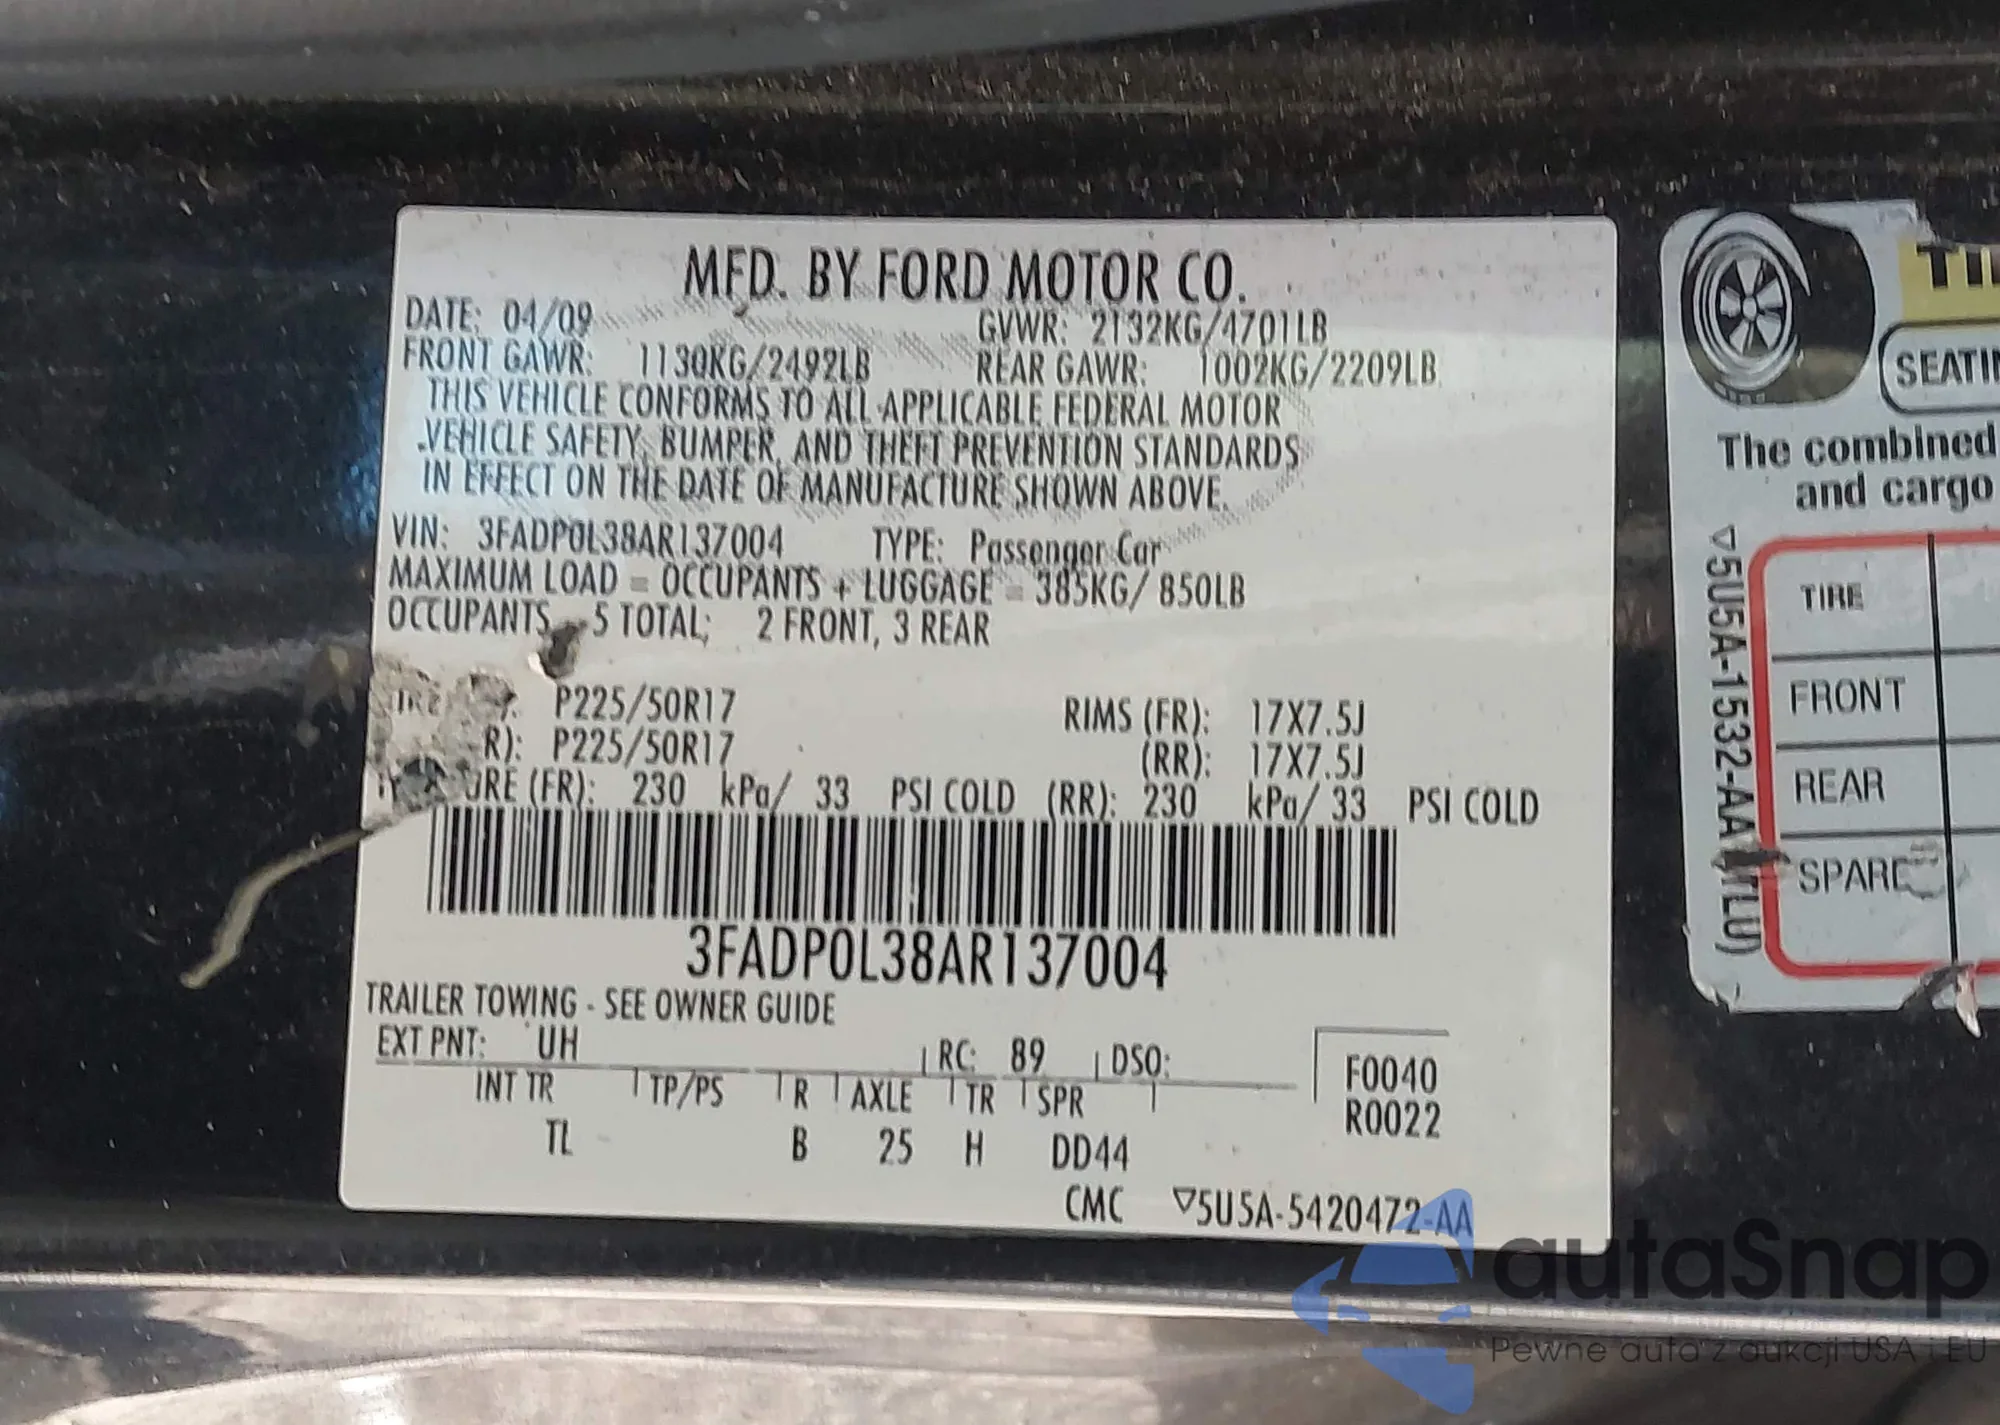 MFD. BY FORD MOTOR CO.
DATE: 04/09 GVWR: 2132KG/4701LB
FRONT GAWR: 1130KG/2492LB REAR GAWR: 1002KG/2209LB
THIS VEHICLE CONFORMS TO ALL APPLICABLE FEDERAL MOTOR
VEHICLE SAFETY, BUMPER, AND THEFT PREVENTION STANDARDS
IN EFFECT ON THE DATE OF MANUFACTURE SHOWN ABOVE.
VIN: 3FADP0L38AR137004 TYPE: Passenger Car
MAXIMUM LOAD = OCCUPANTS + LUGGAGE = 385KG/ 850LB
OCCUPANTS 5 TOTAL; 2 FRONT, 3 REAR
P225/50R17 RIMS (FR): 17X7.5J
R): P225/50R17 (RR): 17X7.5J
URE (FR): 230 kPa/ 33 PSI COLD (RR): 230 kPa/ 33 PSI COLD
3FADP0L38AR137004
TRAILER TOWING - SEE OWNER GUIDE
EXT PNT: UH RC: 89 DSO:
INT TR TP/PS R AXLE TR SPR
TL B 25 H DD44
F0040
R0022
CMC ▽5U5A-5420472-AA
SEATIN
The combined
and cargo
▽5U5A-1532-AA
TIRE
FRONT
REAR
SPARE
autaSnap
Pewne auta z aukcji USA i EU